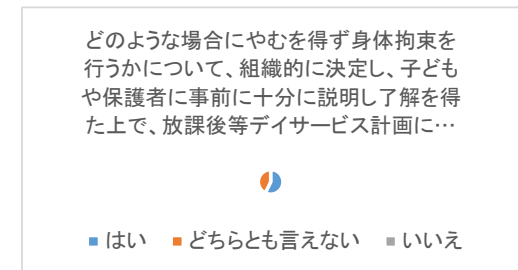 どのような場合にやむを得ず身体拘束を
行うかについて、組織的に決定し、子ども
や保護者に事前に十分に説明し了解を得
た上で、放課後等デイサービス計画に…
はい どちらとも言えない いいえ